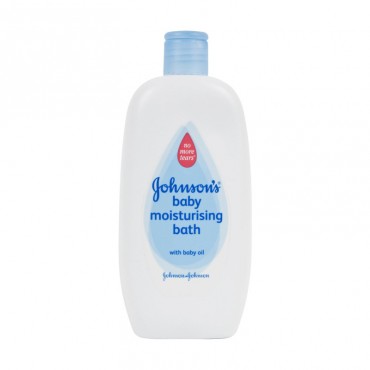 no
more
tears®
Johnson's®
baby
moisturising
bath
with baby oil
Johnson & Johnson